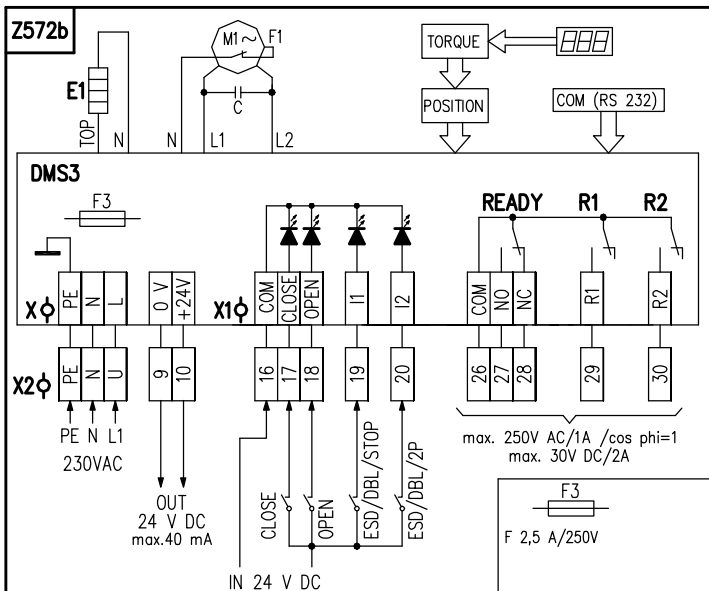 Z572b
M1 ~ F1
TORQUE
E1
C
POSITION
COM (RS 232)
TOP
N
N
L1
L2
DMS3
F3
READY R1 R2
X
PE
N
L
0 V
+24V
X1
COM
CLOSE
OPEN
I1
I2
COM
NO
NC
R1
R2
X2
PE
N
U
9
10
16
17
18
19
20
26
27
28
29
30
PE N L1
230VAC
OUT
24 V DC
max.40 mA
CLOSE
OPEN
ESD/DBL/STOP
ESD/DBL/2P
IN 24 V DC
max. 250V AC/1A /cos phi=1
max. 30V DC/2A
F3
F 2,5 A/250V